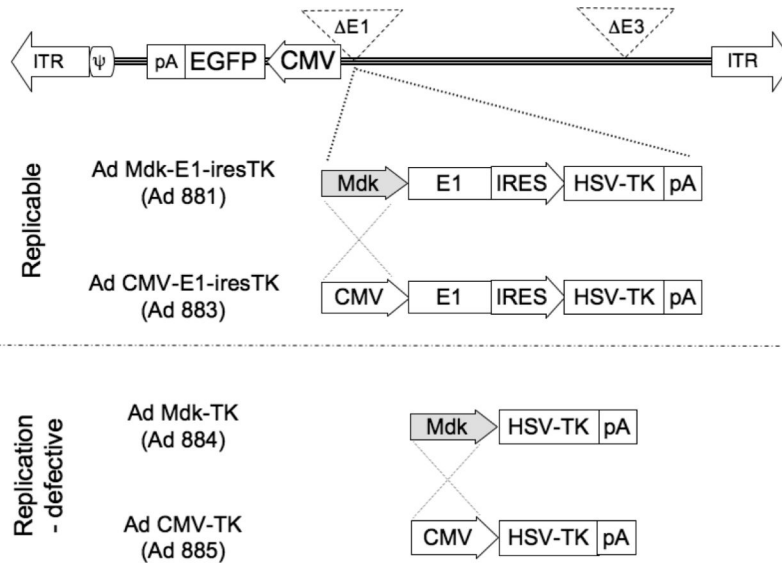 ΔE1 ΔE3
ITR ψ pA EGFP CMV ITR
Replicable
Ad Mdk-E1-iresTK
(Ad 881)
Mdk E1 IRES HSV-TK pA
Ad CMV-E1-iresTK
(Ad 883)
CMV E1 IRES HSV-TK pA
Replication
- defective
Ad Mdk-TK
(Ad 884)
Mdk HSV-TK pA
Ad CMV-TK
(Ad 885)
CMV HSV-TK pA